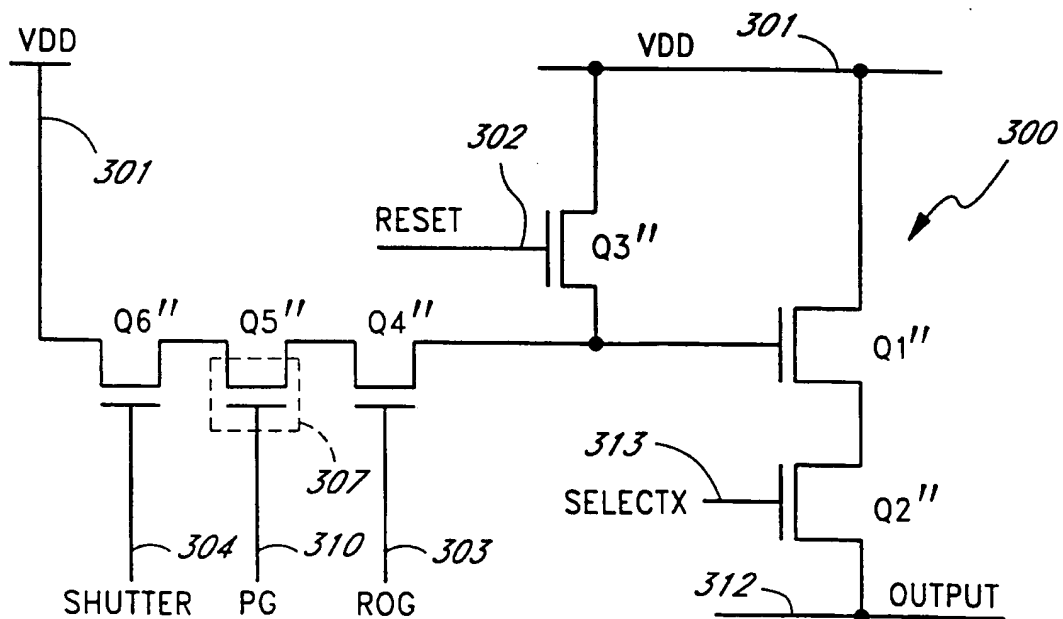 VDD
301
VDD
301
302
300
RESET
Q3"
Q6"
Q5"
Q4"
Q1"
307
313
SELECTX
Q2"
304
310
303
SHUTTER
PG
ROG
312
OUTPUT